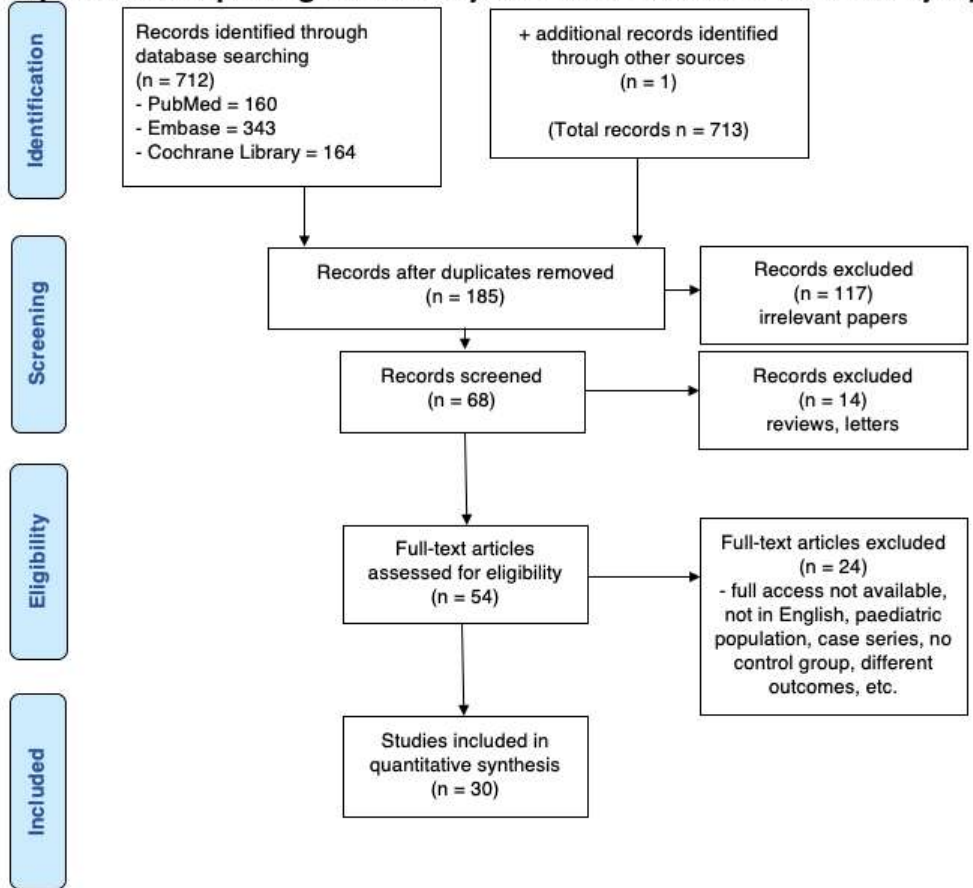 Identification
Records identified through
database searching
(n = 712)
- PubMed = 160
- Embase = 343
- Cochrane Library = 164
+ additional records identified
through other sources
(n = 1)
(Total records n = 713)
Screening
Records after duplicates removed
(n = 185)
Records excluded
(n = 117)
irrelevant papers
Records screened
(n = 68)
Records excluded
(n = 14)
reviews, letters
Eligibility
Full-text articles
assessed for eligibility
(n = 54)
Full-text articles excluded
(n = 24)
- full access not available,
not in English, paediatric
population, case series, no
control group, different
outcomes, etc.
Included
Studies included in
quantitative synthesis
(n = 30)